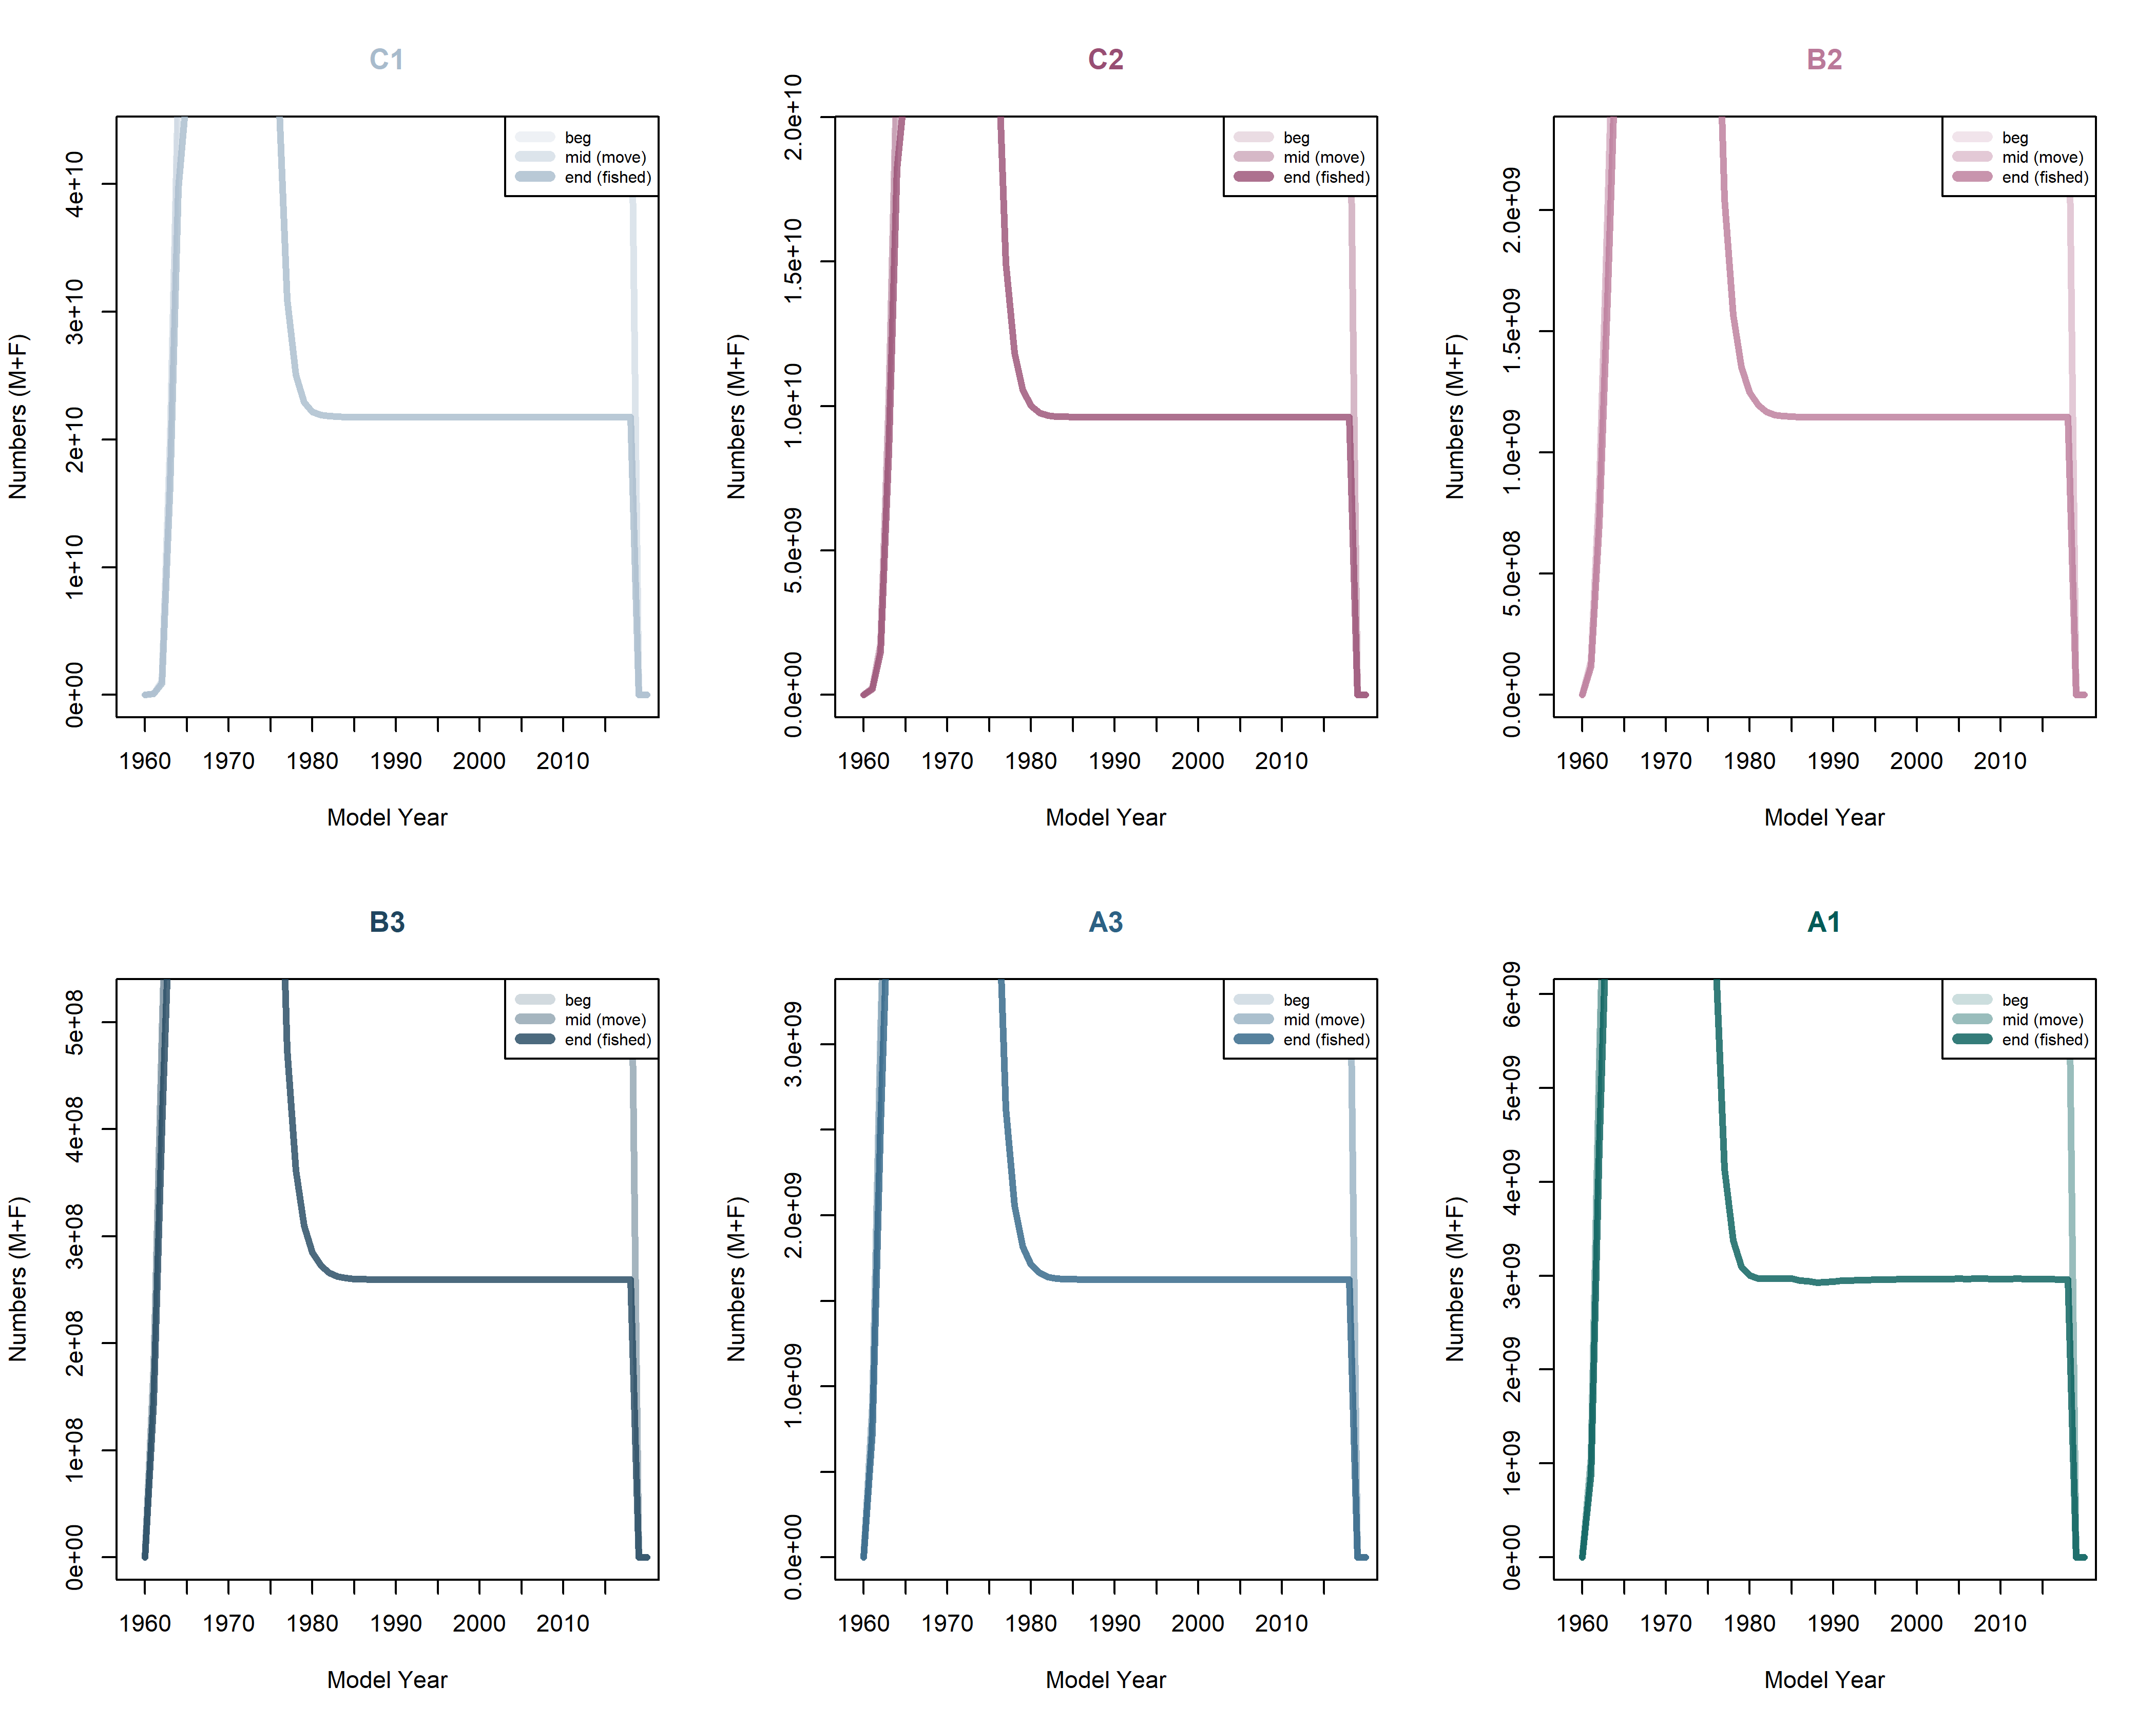 C1
Numbers (M+F)
4e+10
3e+10
2e+10
1e+10
0e+00
beg
mid (move)
end (fished)
1960 1970 1980 1990 2000 2010
Model Year
C2
Numbers (M+F)
2.0e+10
1.5e+10
1.0e+10
5.0e+09
0.0e+00
beg
mid (move)
end (fished)
1960 1970 1980 1990 2000 2010
Model Year
B2
Numbers (M+F)
2.0e+09
1.5e+09
1.0e+09
5.0e+08
0.0e+00
beg
mid (move)
end (fished)
1960 1970 1980 1990 2000 2010
Model Year
B3
Numbers (M+F)
5e+08
4e+08
3e+08
2e+08
1e+08
0e+00
beg
mid (move)
end (fished)
1960 1970 1980 1990 2000 2010
Model Year
A3
Numbers (M+F)
3.0e+09
2.0e+09
1.0e+09
0.0e+00
beg
mid (move)
end (fished)
1960 1970 1980 1990 2000 2010
Model Year
A1
Numbers (M+F)
6e+09
5e+09
4e+09
3e+09
2e+09
1e+09
0e+00
beg
mid (move)
end (fished)
1960 1970 1980 1990 2000 2010
Model Year